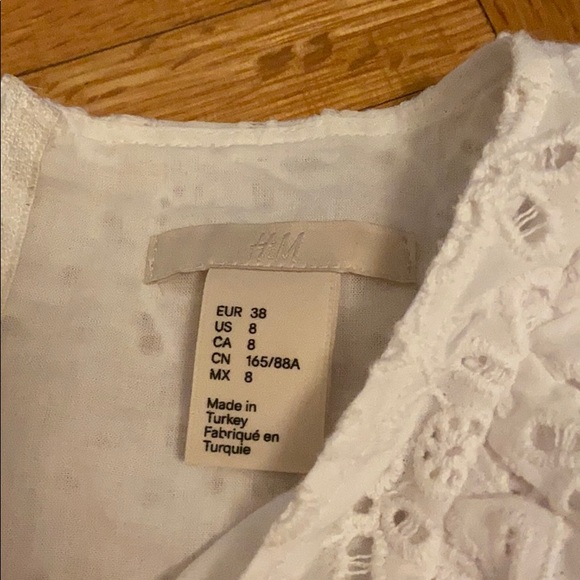 H&M
EUR 38
US 8
CA 8
CN 165/88A
MX 8
Made in
Turkey
Fabriqué en
Turquie